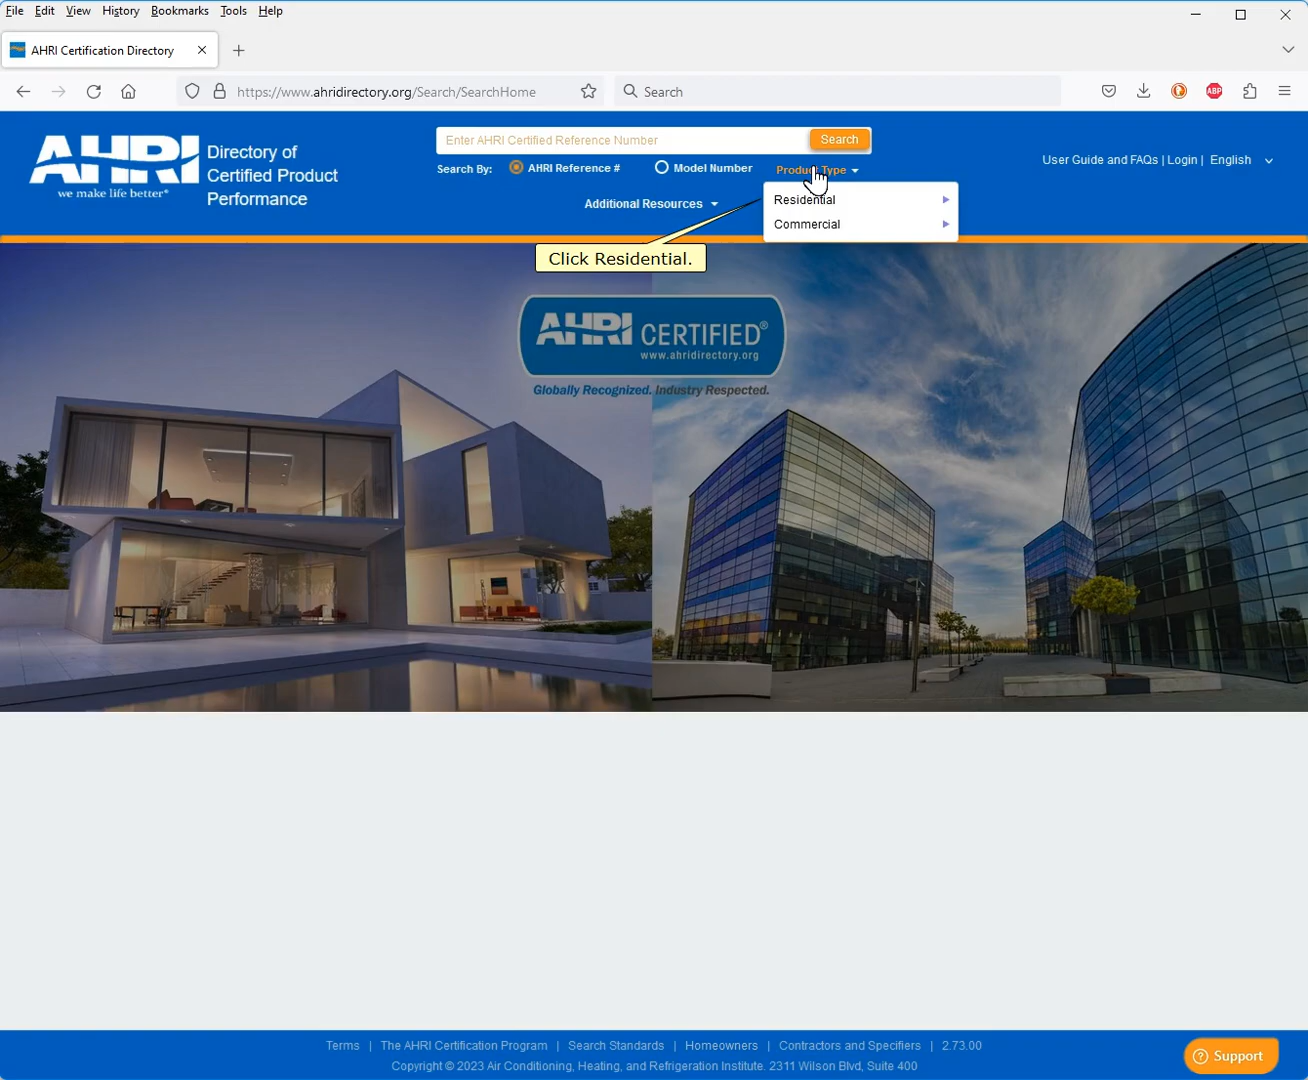 File Edit View History Bookmarks Tools Help
AHRI Certification Directory
https://www.ahridirectory.org/Search/SearchHome
Search
ABP
AHRI
we make life better®
Directory of
Certified Product
Performance
Enter AHRI Certified Reference Number
Search
Search By: AHRI Reference # Model Number Product Type
User Guide and FAQs | Login | English
Additional Resources
Residential
Commercial
Click Residential.
AHRI CERTIFIED®
www.ahridirectory.org
Globally Recognized. Industry Respected.
Terms | The AHRI Certification Program | Search Standards | Homeowners | Contractors and Specifiers | 2.73.00
Copyright © 2023 Air Conditioning, Heating, and Refrigeration Institute. 2311 Wilson Blvd, Suite 400
? Support